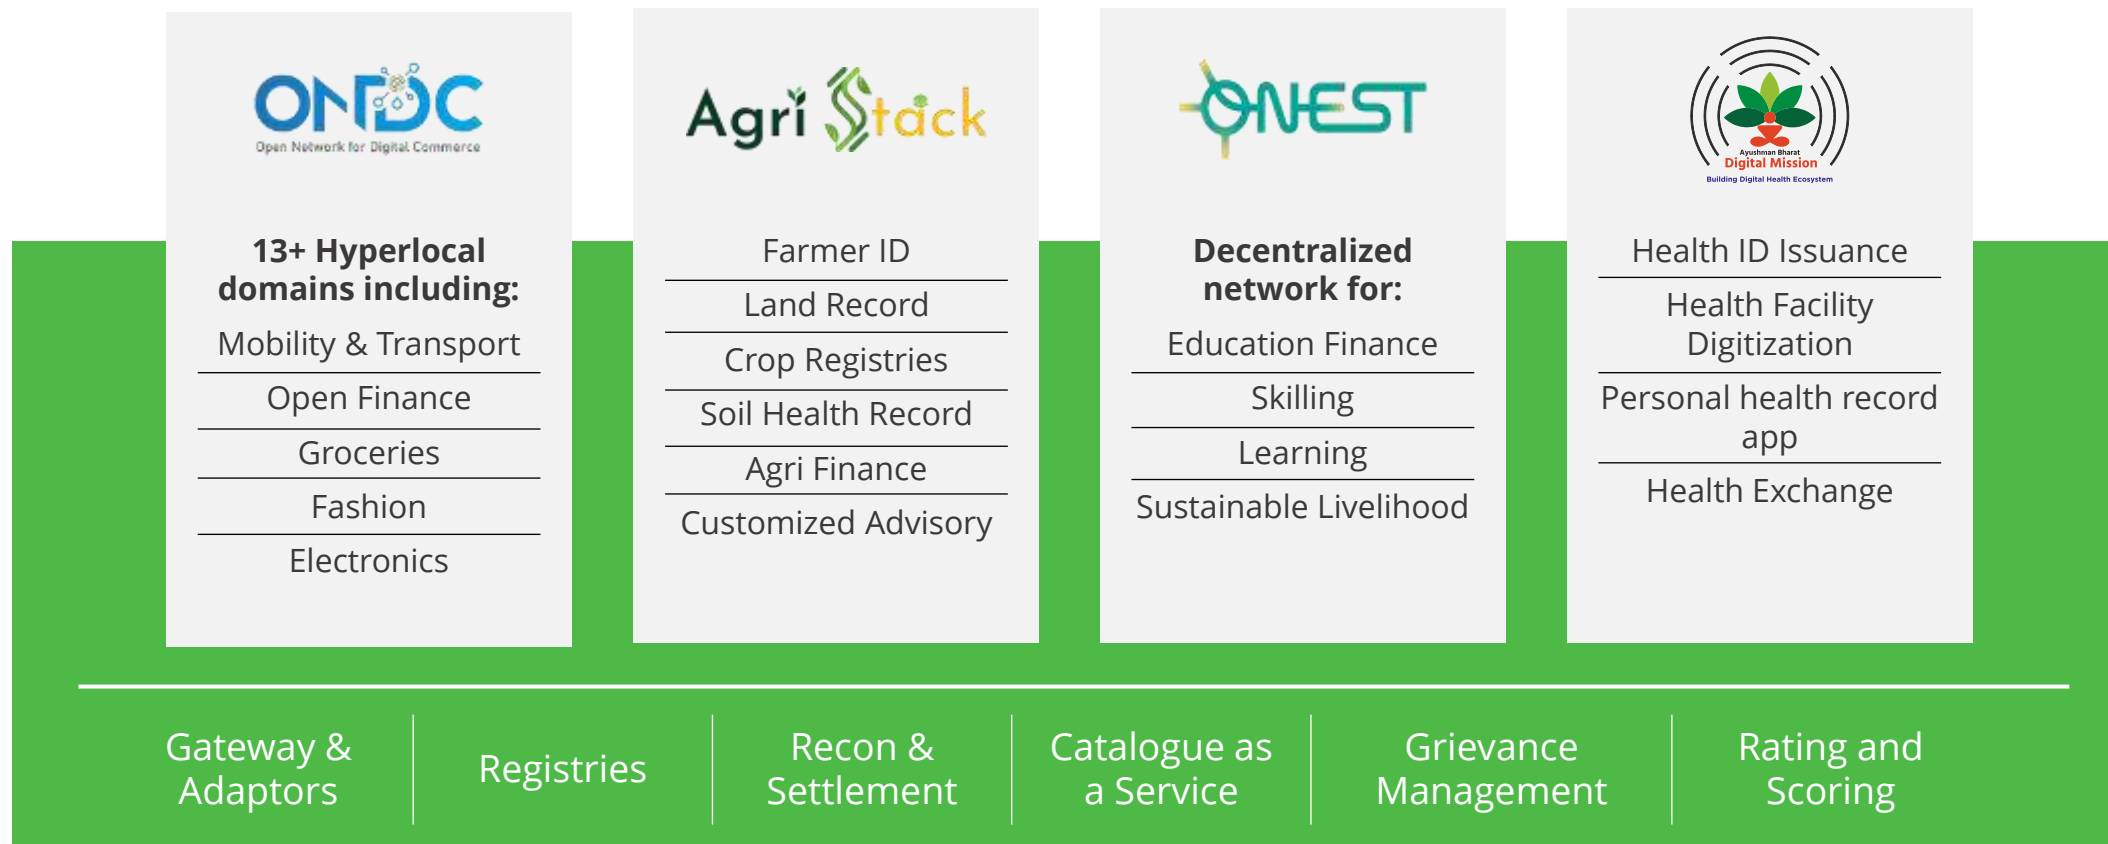 ONDC
Open Network for Digital Commerce
13+ Hyperlocal
domains including:
Mobility & Transport
Open Finance
Groceries
Fashion
Electronics
Agri Stack
Farmer ID
Land Record
Crop Registries
Soil Health Record
Agri Finance
Customized Advisory
ONEST
Decentralized
network for:
Education Finance
Skilling
Learning
Sustainable Livelihood
Ayushman Bharat
Digital Mission
Building Digital Health Ecosystem
Health ID Issuance
Health Facility
Digitization
Personal health record
app
Health Exchange
Gateway &
Adaptors
Registries
Recon &
Settlement
Catalogue as
a Service
Grievance
Management
Rating and
Scoring